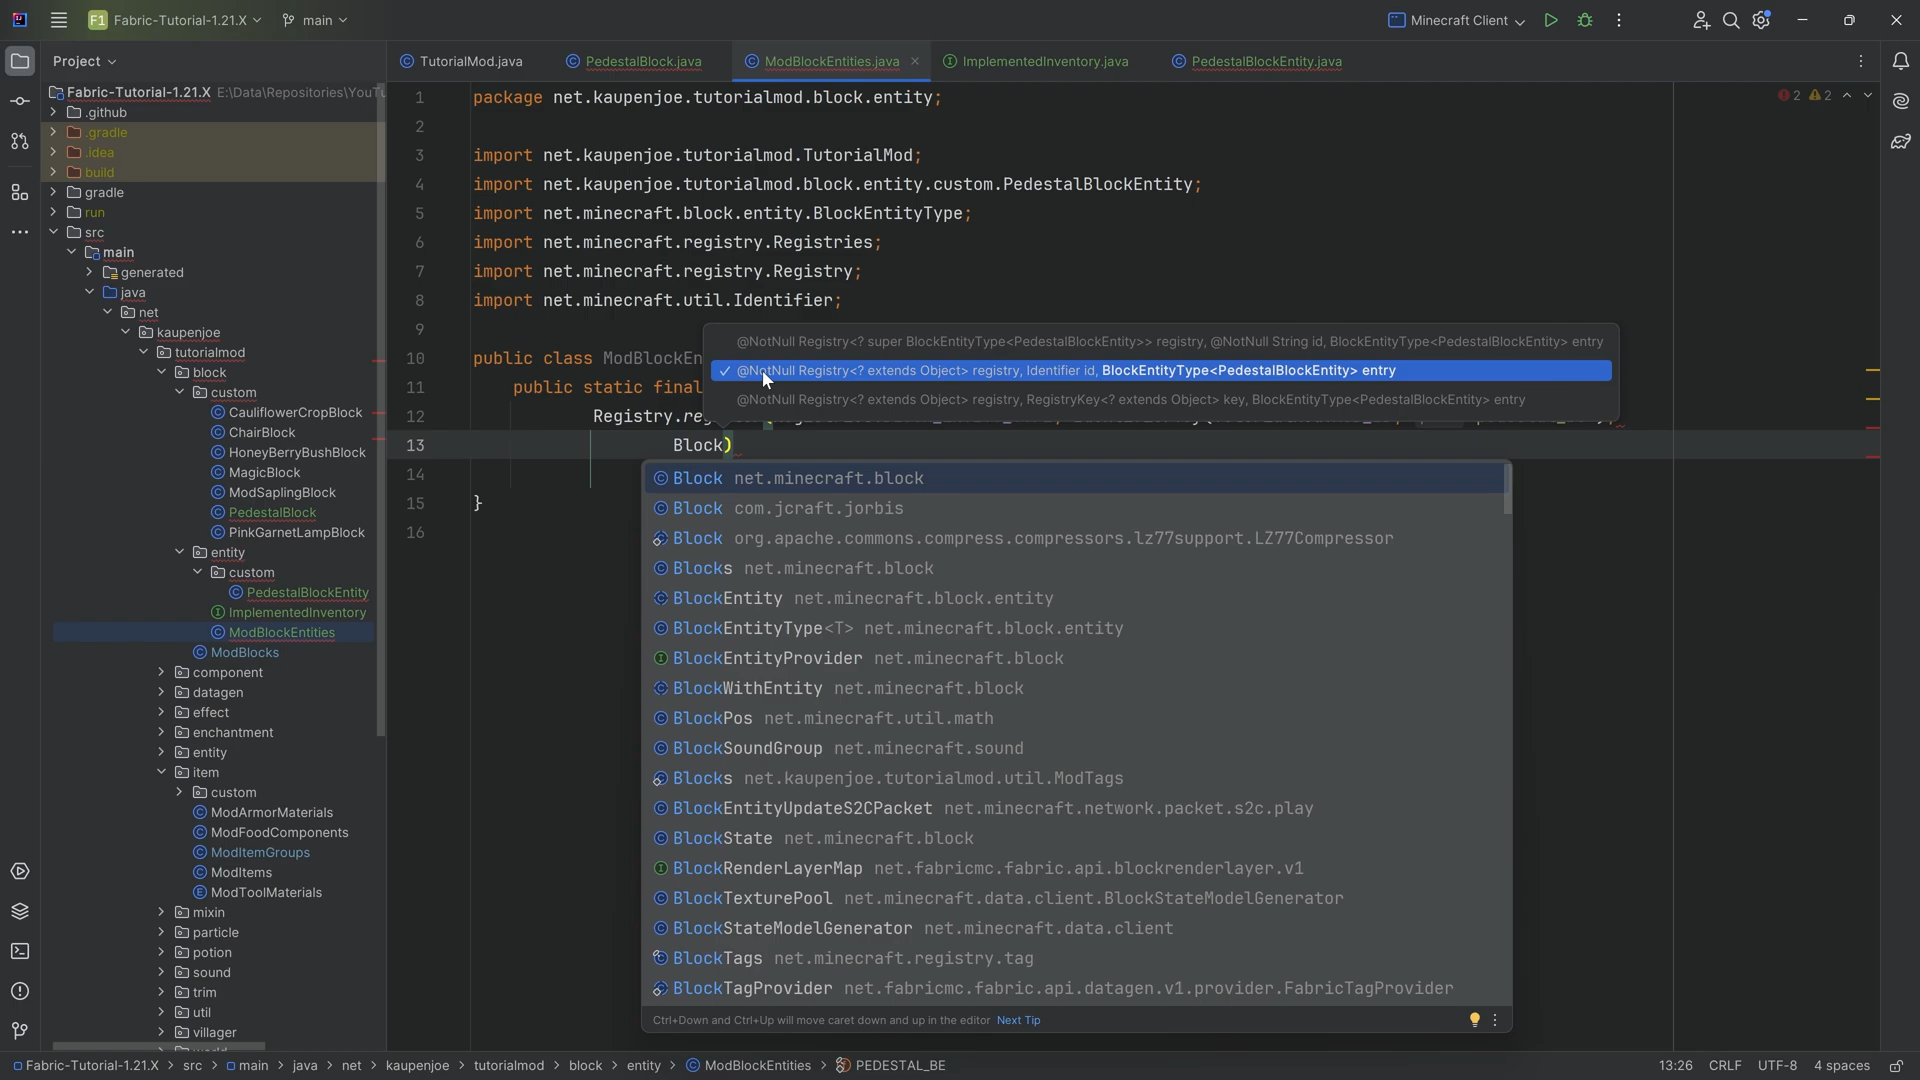 F1 Fabric-Tutorial-1.21.X main Minecraft Client
Project
TutorialMod.java PedestalBlock.java ModBlockEntities.java ImplementedInventory.java PedestalBlockEntity.java
Fabric-Tutorial-1.21.X E:\Data\Repositories\YouTu
.github
.gradle
.idea
build
gradle
run
src
main
generated
java
net
kaupenjoe
tutorialmod
block
custom
CauliflowerCropBlock
ChairBlock
HoneyBerryBushBlock
MagicBlock
ModSaplingBlock
PedestalBlock
PinkGarnetLampBlock
entity
custom
PedestalBlockEntity
ImplementedInventory
ModBlockEntities
ModBlocks
component
datagen
effect
enchantment
entity
item
custom
ModArmorMaterials
ModFoodComponents
ModItemGroups
ModItems
ModToolMaterials
mixin
particle
potion
sound
trim
util
villager
2 2
1 package net.kaupenjoe.tutorialmod.block.entity;
2
3 import net.kaupenjoe.tutorialmod.TutorialMod;
4 import net.kaupenjoe.tutorialmod.block.entity.custom.PedestalBlockEntity;
5 import net.minecraft.block.entity.BlockEntityType;
6 import net.minecraft.registry.Registries;
7 import net.minecraft.registry.Registry;
8 import net.minecraft.util.Identifier;
9
10 public class ModBlockEn
11 public static final
12 Registry.re
13 Block)
14
15 }
16
@NotNull Registry<? super BlockEntityType<PedestalBlockEntity>> registry, @NotNull String id, BlockEntityType<PedestalBlockEntity> entry
@NotNull Registry<? extends Object> registry, Identifier id, BlockEntityType<PedestalBlockEntity> entry
@NotNull Registry<? extends Object> registry, RegistryKey<? extends Object> key, BlockEntityType<PedestalBlockEntity> entry
Block net.minecraft.block
Block com.jcraft.jorbis
Block org.apache.commons.compress.compressors.lz77support.LZ77Compressor
Blocks net.minecraft.block
BlockEntity net.minecraft.block.entity
BlockEntityType<T> net.minecraft.block.entity
BlockEntityProvider net.minecraft.block
BlockWithEntity net.minecraft.block
BlockPos net.minecraft.util.math
BlockSoundGroup net.minecraft.sound
Blocks net.kaupenjoe.tutorialmod.util.ModTags
BlockEntityUpdateS2CPacket net.minecraft.network.packet.s2c.play
BlockState net.minecraft.block
BlockRenderLayerMap net.fabricmc.fabric.api.blockrenderlayer.v1
BlockTexturePool net.minecraft.data.client.BlockStateModelGenerator
BlockStateModelGenerator net.minecraft.data.client
BlockTags net.minecraft.registry.tag
BlockTagProvider net.fabricmc.fabric.api.datagen.v1.provider.FabricTagProvider
Ctrl+Down and Ctrl+Up will move caret down and up in the editor Next Tip
Fabric-Tutorial-1.21.X > src > main > java > net > kaupenjoe > tutorialmod > block > entity > ModBlockEntities > PEDESTAL_BE 13:26 CRLF UTF-8 4 spaces